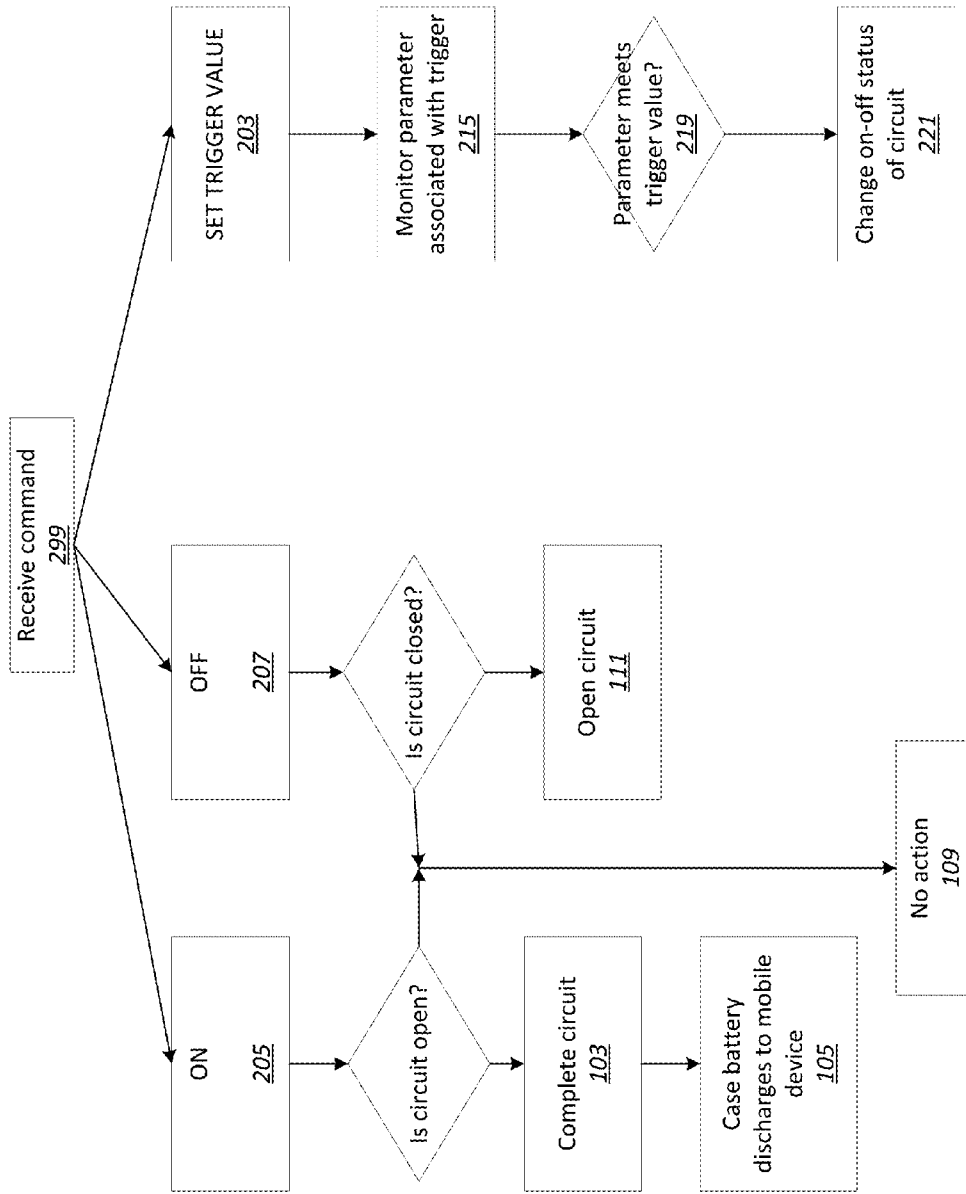 Receive command
299
ON
205
OFF
207
SET TRIGGER VALUE
203
Is circuit open?
Is circuit closed?
Monitor parameter
associated with trigger
215
Complete circuit
103
Open circuit
111
Parameter meets
trigger value?
219
Case battery
discharges to mobile
device
105
Change on-off status
of circuit
221
No action
109